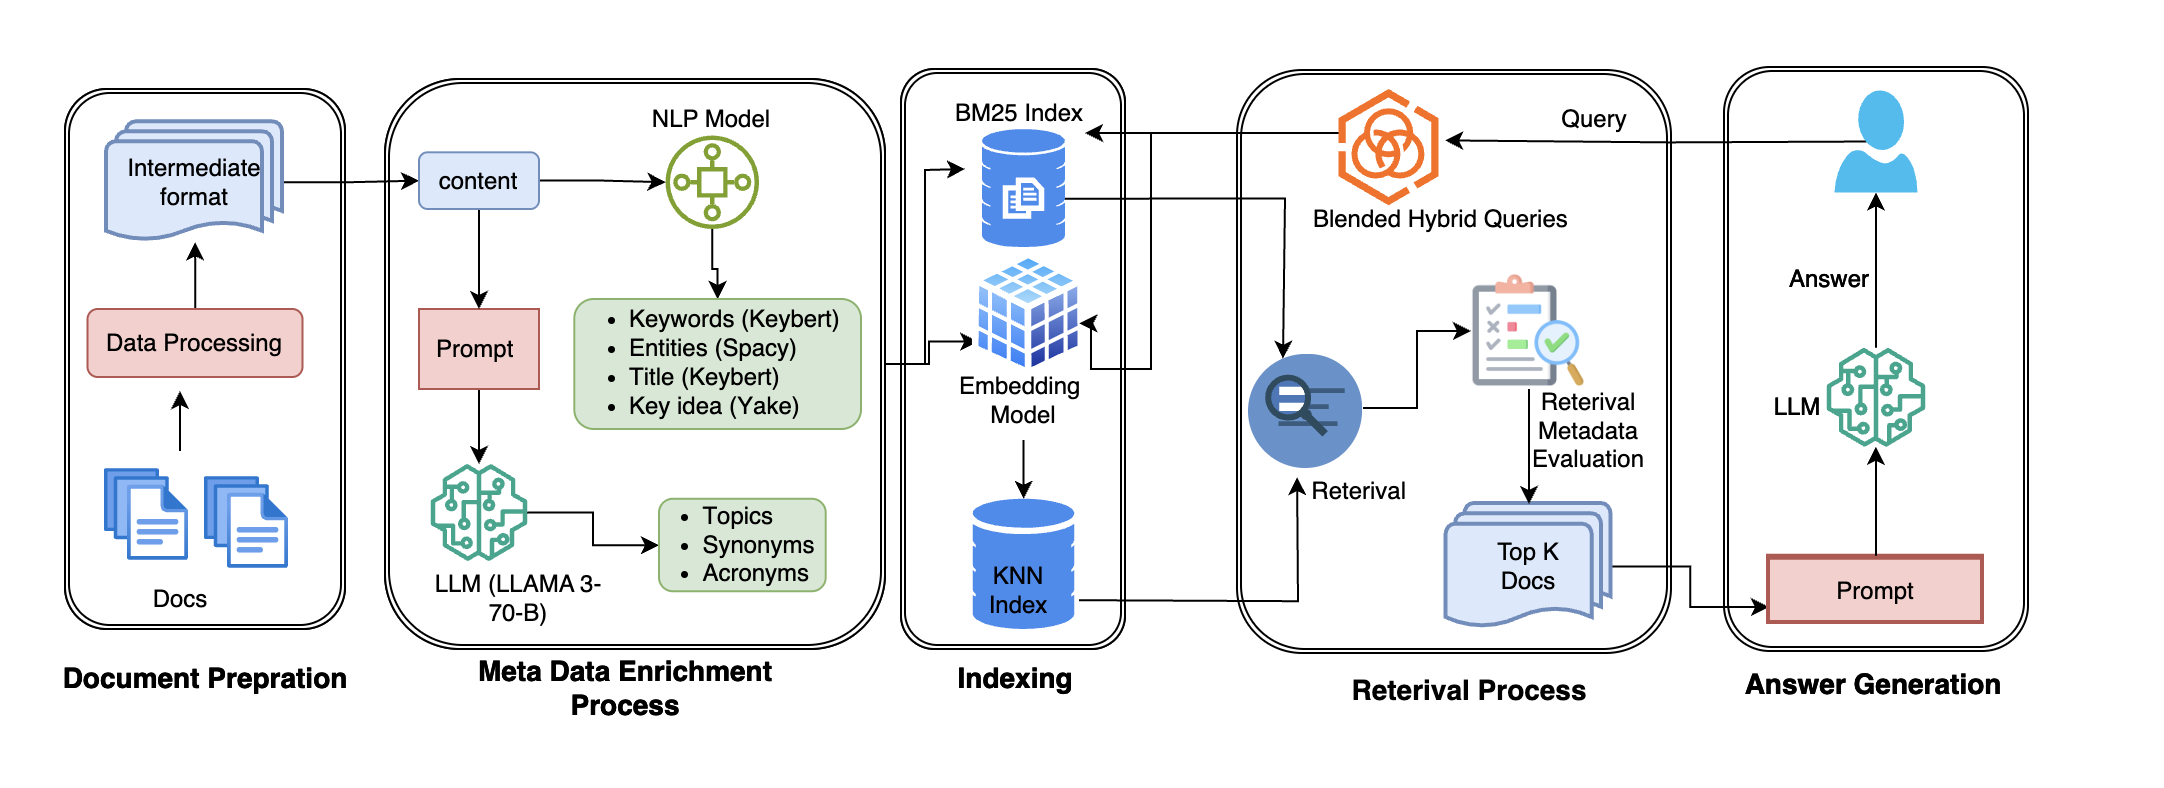 Intermediate
format
Data Processing
Docs
Document Prepration
content
NLP Model
Prompt
• Keywords (Keybert)
• Entities (Spacy)
• Title (Keybert)
• Key idea (Yake)
LLM (LLAMA 3-
70-B)
• Topics
• Synonyms
• Acronyms
Meta Data Enrichment
Process
BM25 Index
Embedding
Model
KNN
Index
Indexing
Blended Hybrid Queries
Query
Reterival
Reterival
Metadata
Evaluation
Top K
Docs
Reterival Process
Answer
LLM
Prompt
Answer Generation